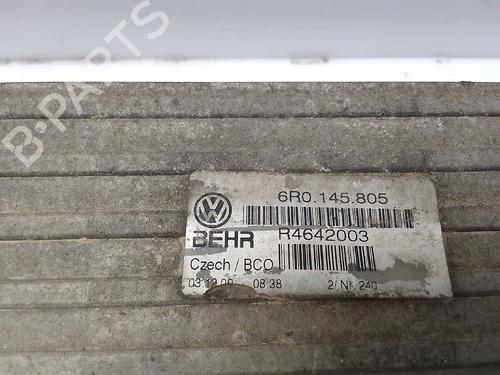 B-PARTS
6R0.145.805
BEHR R4642003
Czech / BCO
08:38 2/ Nr. 240